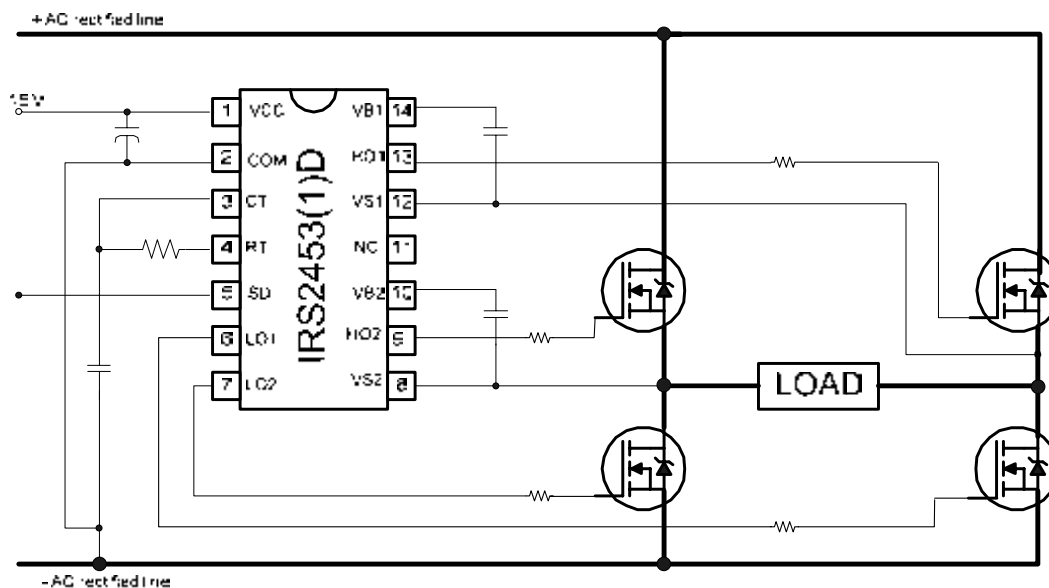 + AC rectified line
15V
1 VCC VB1 14
2 COM HO1 13
3 CT VS1 12
4 RT NC 11
5 SD VB2 10
6 LO1 HO2 9
7 LO2 VS2 8
IRS2453(1)D
LOAD
- AC rectified line